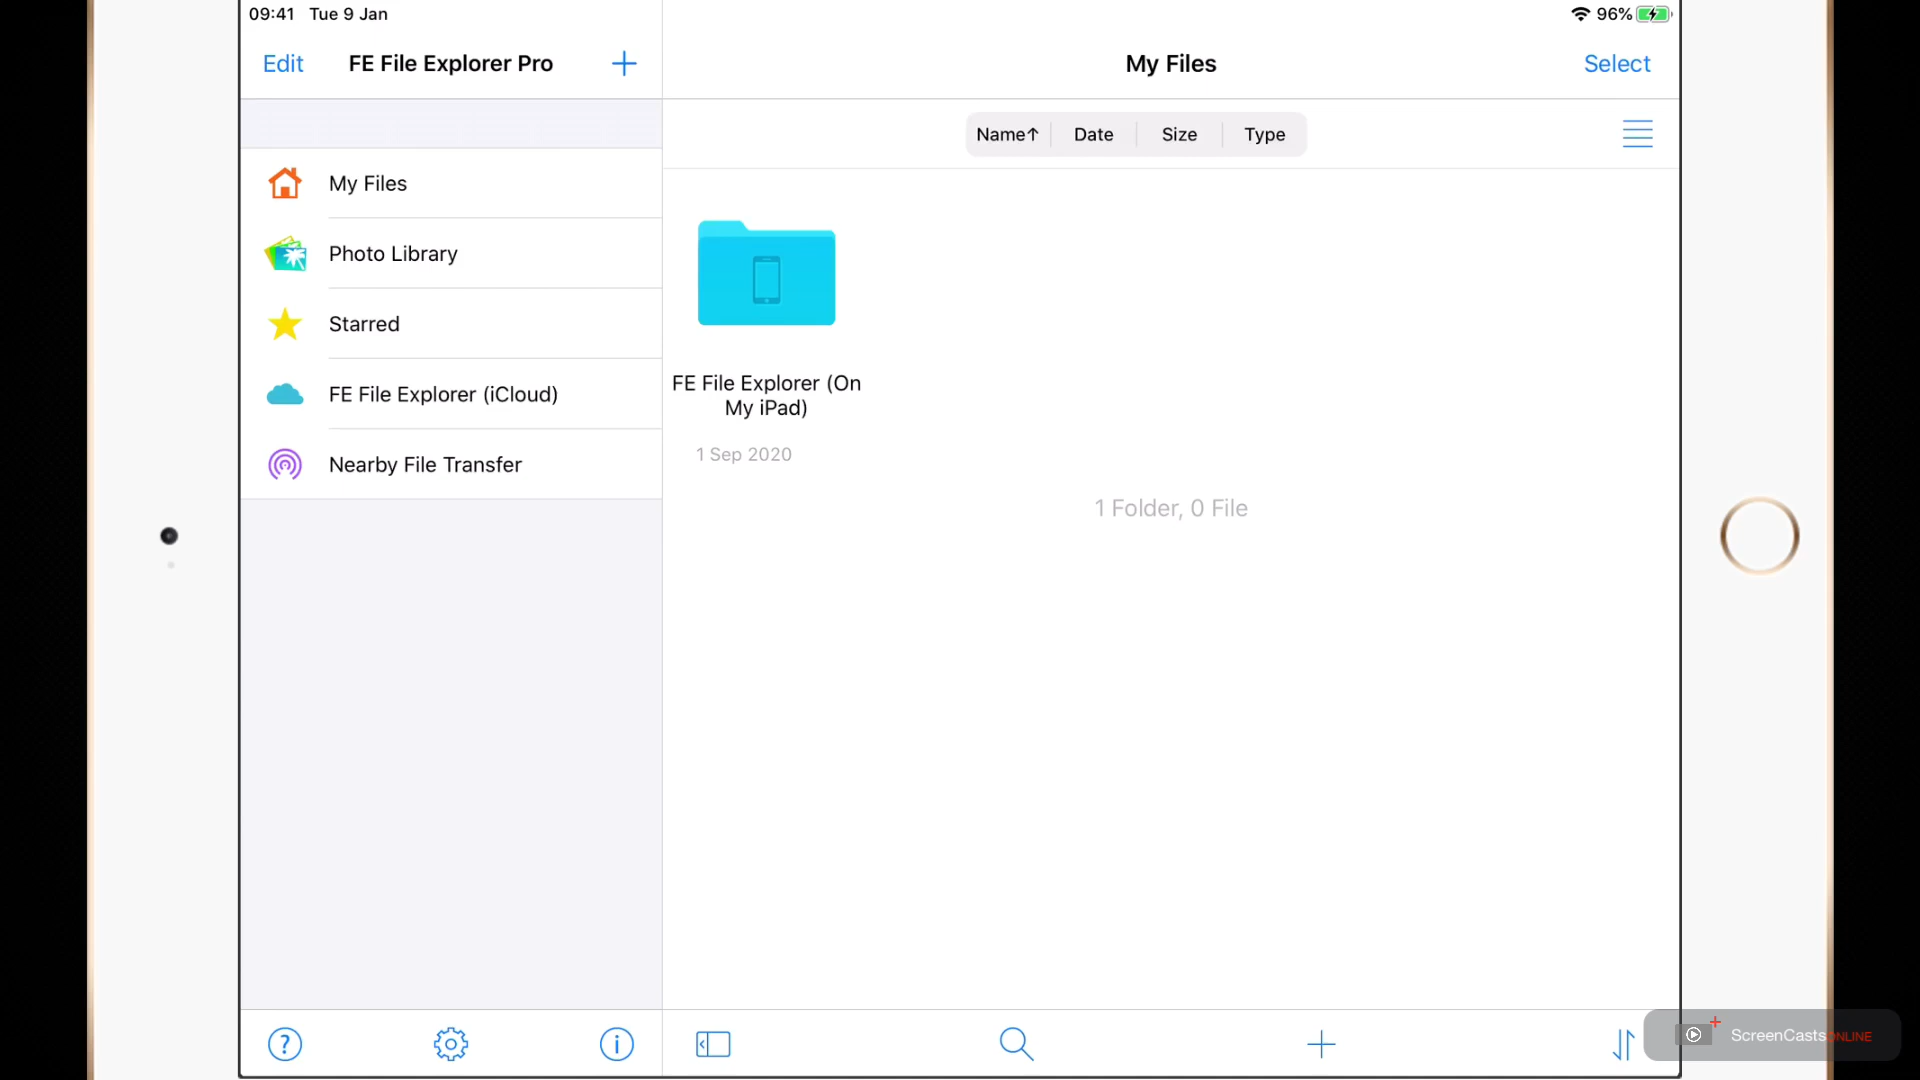 09:41 Tue 9 Jan
96%
Edit FE File Explorer Pro +
My Files
Select
Name↑ Date Size Type
My Files
Photo Library
Starred
FE File Explorer (iCloud)
Nearby File Transfer
FE File Explorer (On
My iPad)
1 Sep 2020
1 Folder, 0 File
ScreenCastsONLINE